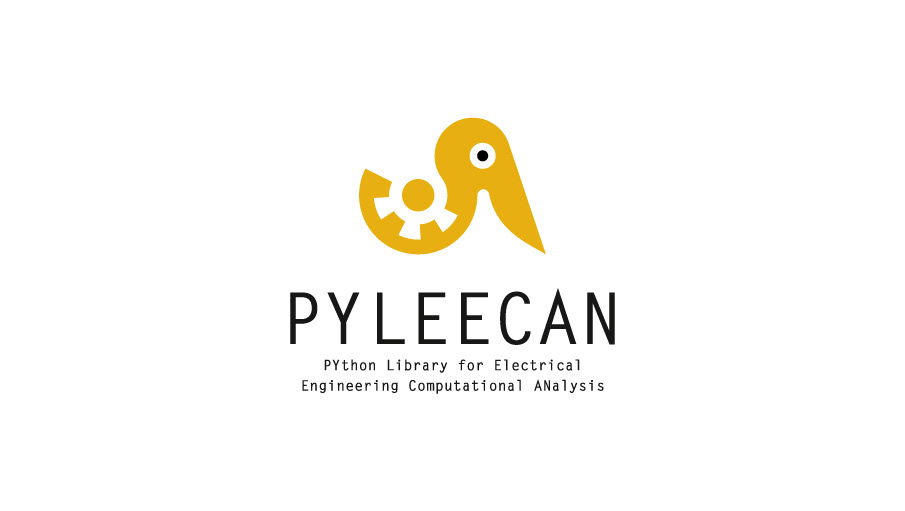 PYLEECAN
PYthon Library for Electrical
Engineering Computational ANalysis